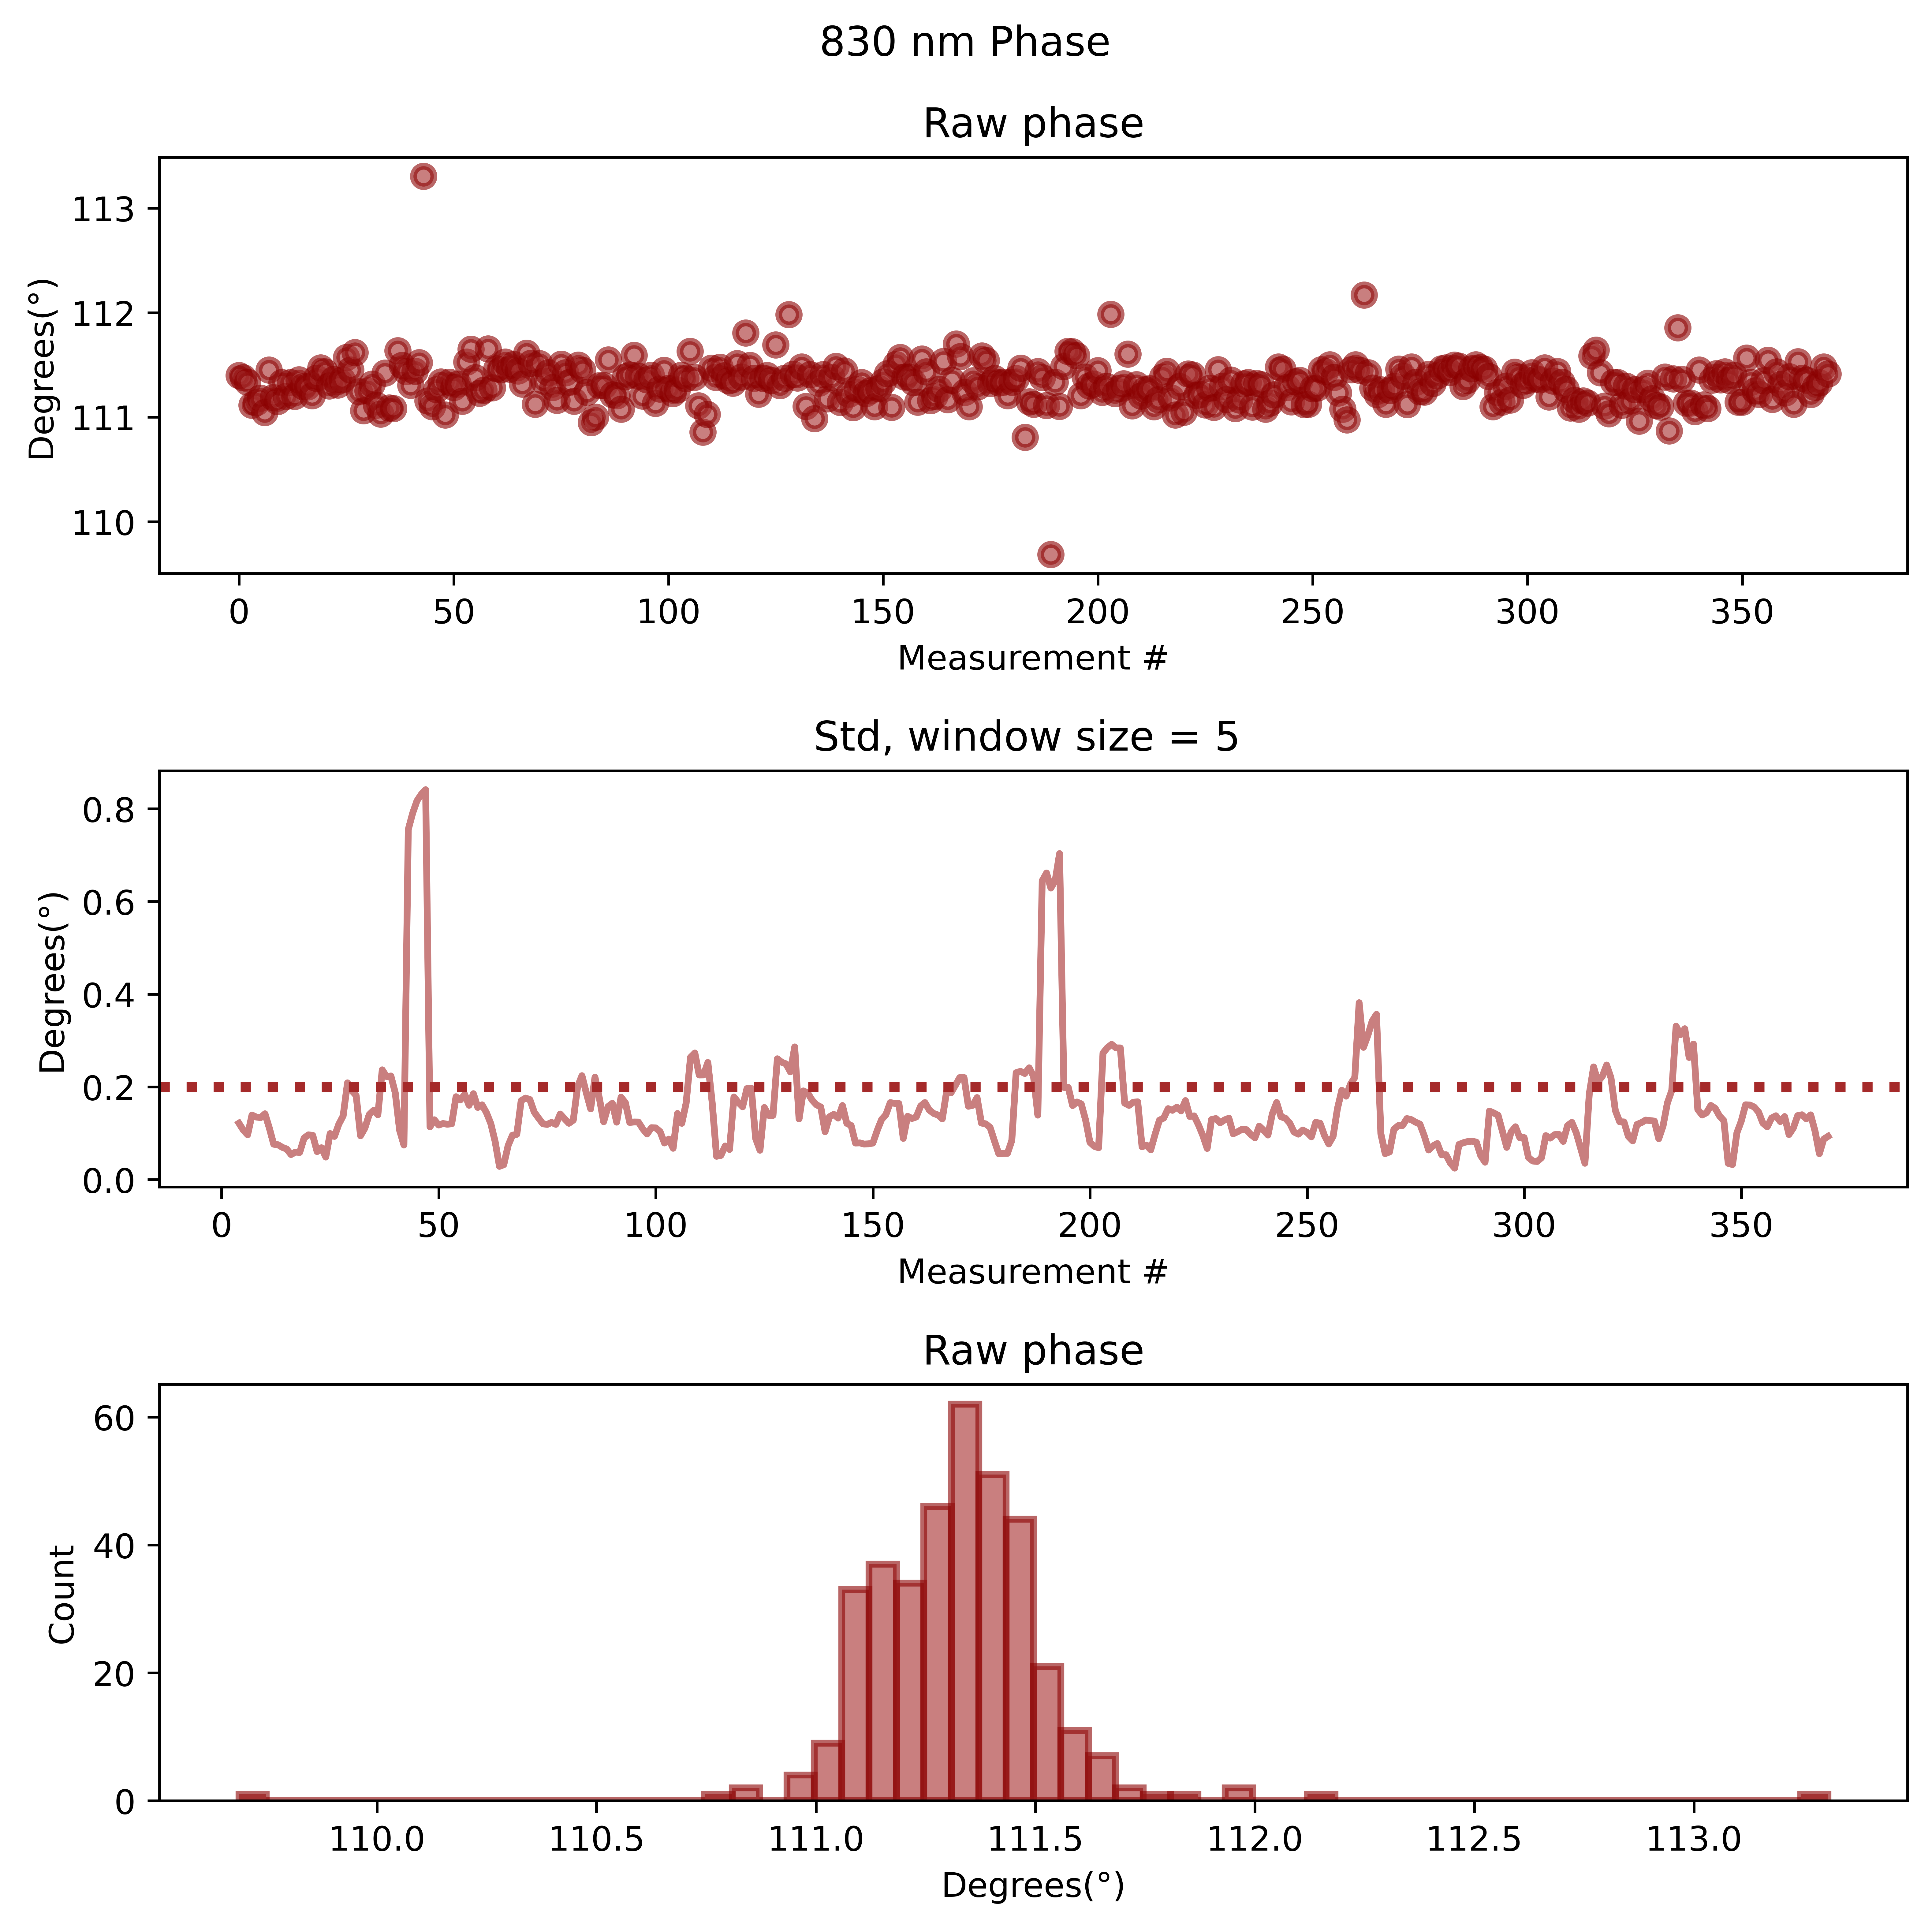 830 nm Phase
Raw phase
Degrees(°)
113
112
111
110
0 50 100 150 200 250 300 350
Measurement #
Std, window size = 5
Degrees(°)
0.8
0.6
0.4
0.2
0.0
0 50 100 150 200 250 300 350
Measurement #
Raw phase
Count
60
40
20
0
110.0 110.5 111.0 111.5 112.0 112.5 113.0
Degrees(°)